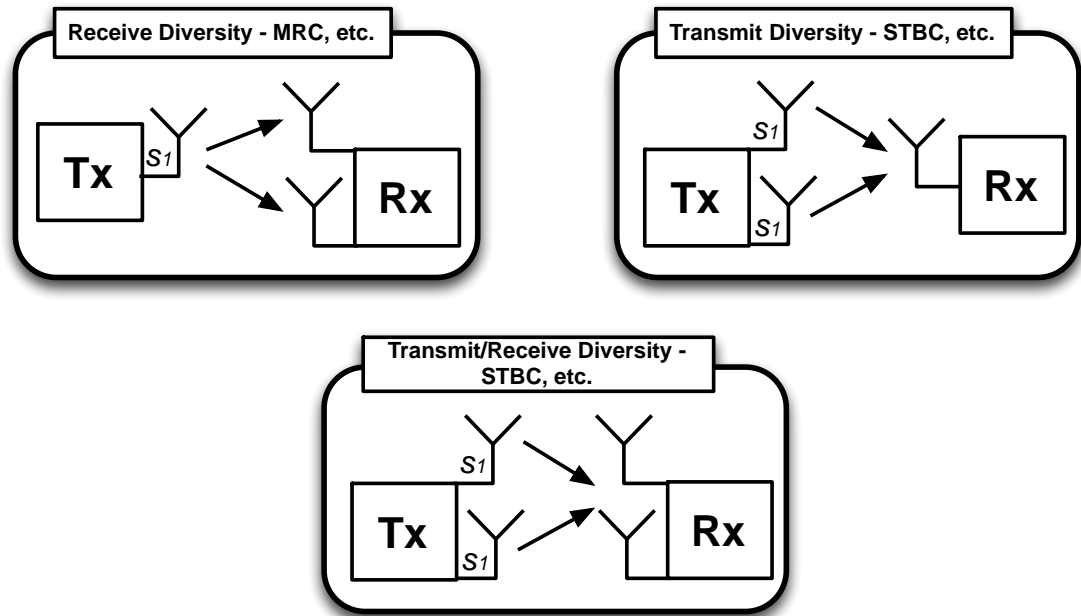 Receive Diversity - MRC, etc.
Tx
S1
Rx
Transmit Diversity - STBC, etc.
S1
Tx
S1
Rx
Transmit/Receive Diversity -
STBC, etc.
S1
Tx
S1
Rx